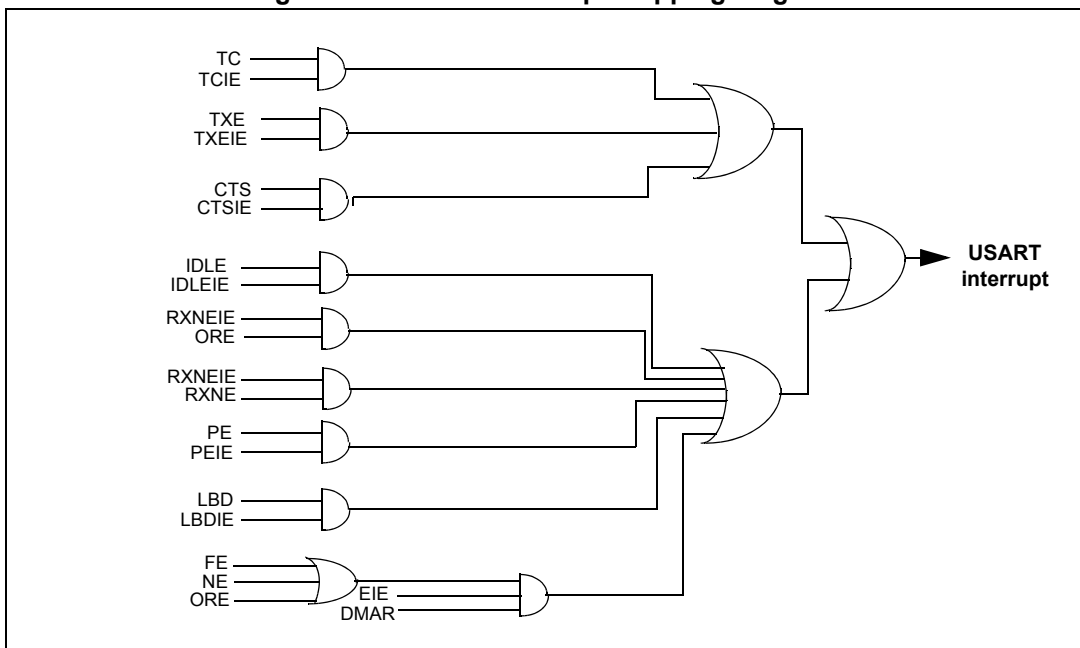 TC
TCIE
TXE
TXEIE
CTS
CTSIE
USART
interrupt
IDLE
IDLEIE
RXNEIE
ORE
RXNEIE
RXNE
PE
PEIE
LBD
LBDIE
FE
NE
ORE
EIE
DMAR